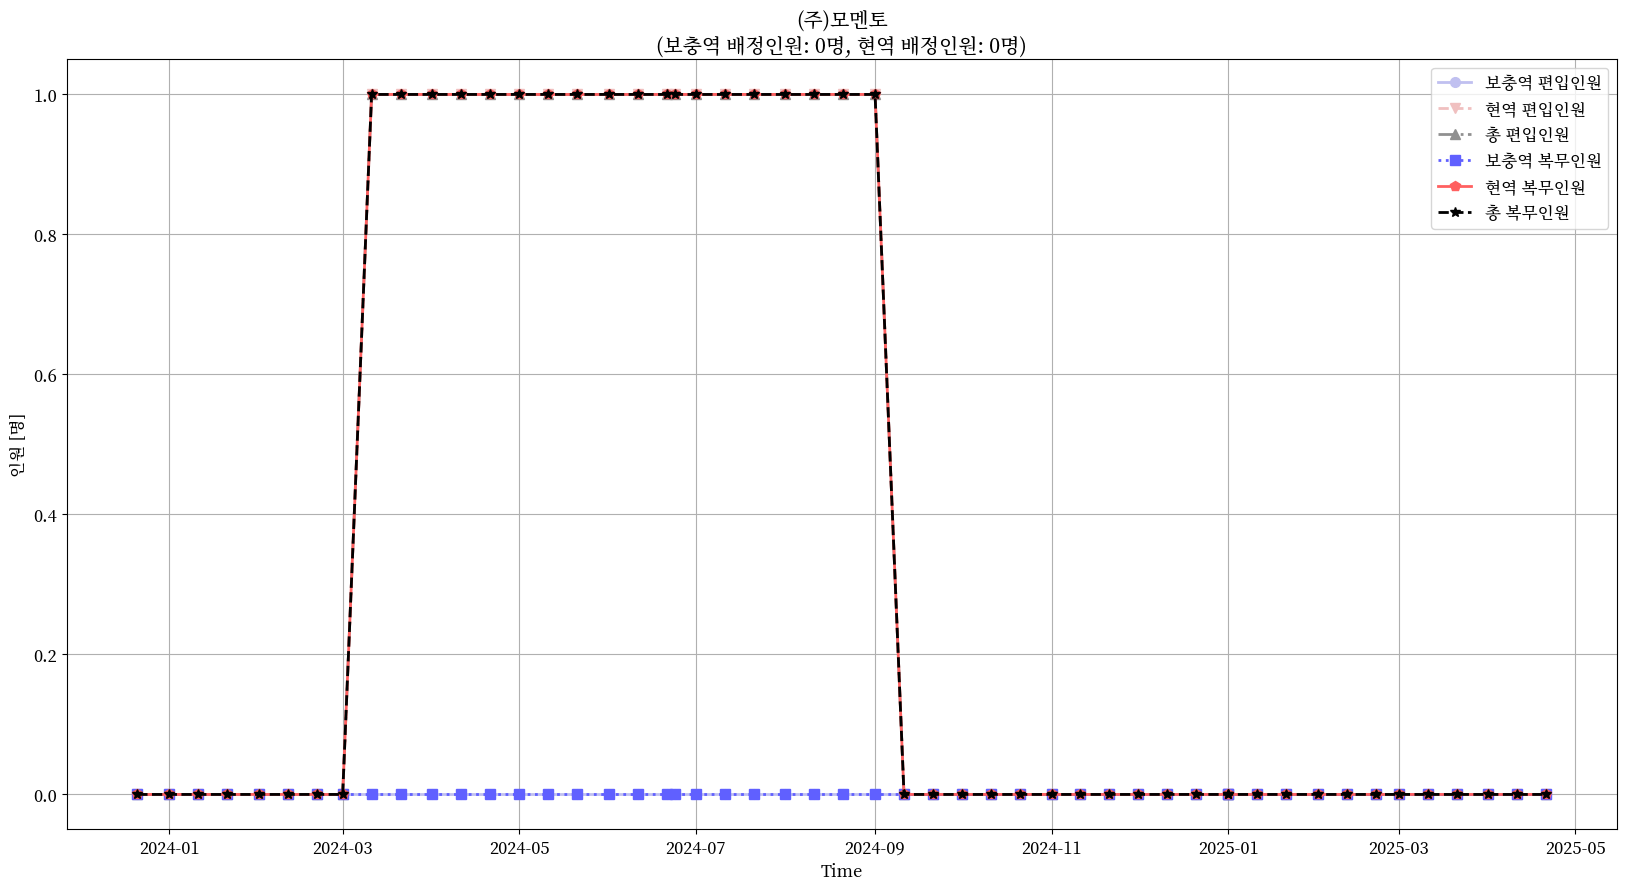 (주)모멘토
(보충역 배정인원: 0명, 현역 배정인원: 0명)
보충역 편입인원
현역 편입인원
총 편입인원
보충역 복무인원
현역 복무인원
총 복무인원
인원 [명]
1.0
0.8
0.6
0.4
0.2
0.0
2024-01
2024-03
2024-05
2024-07
2024-09
2024-11
2025-01
2025-03
2025-05
Time